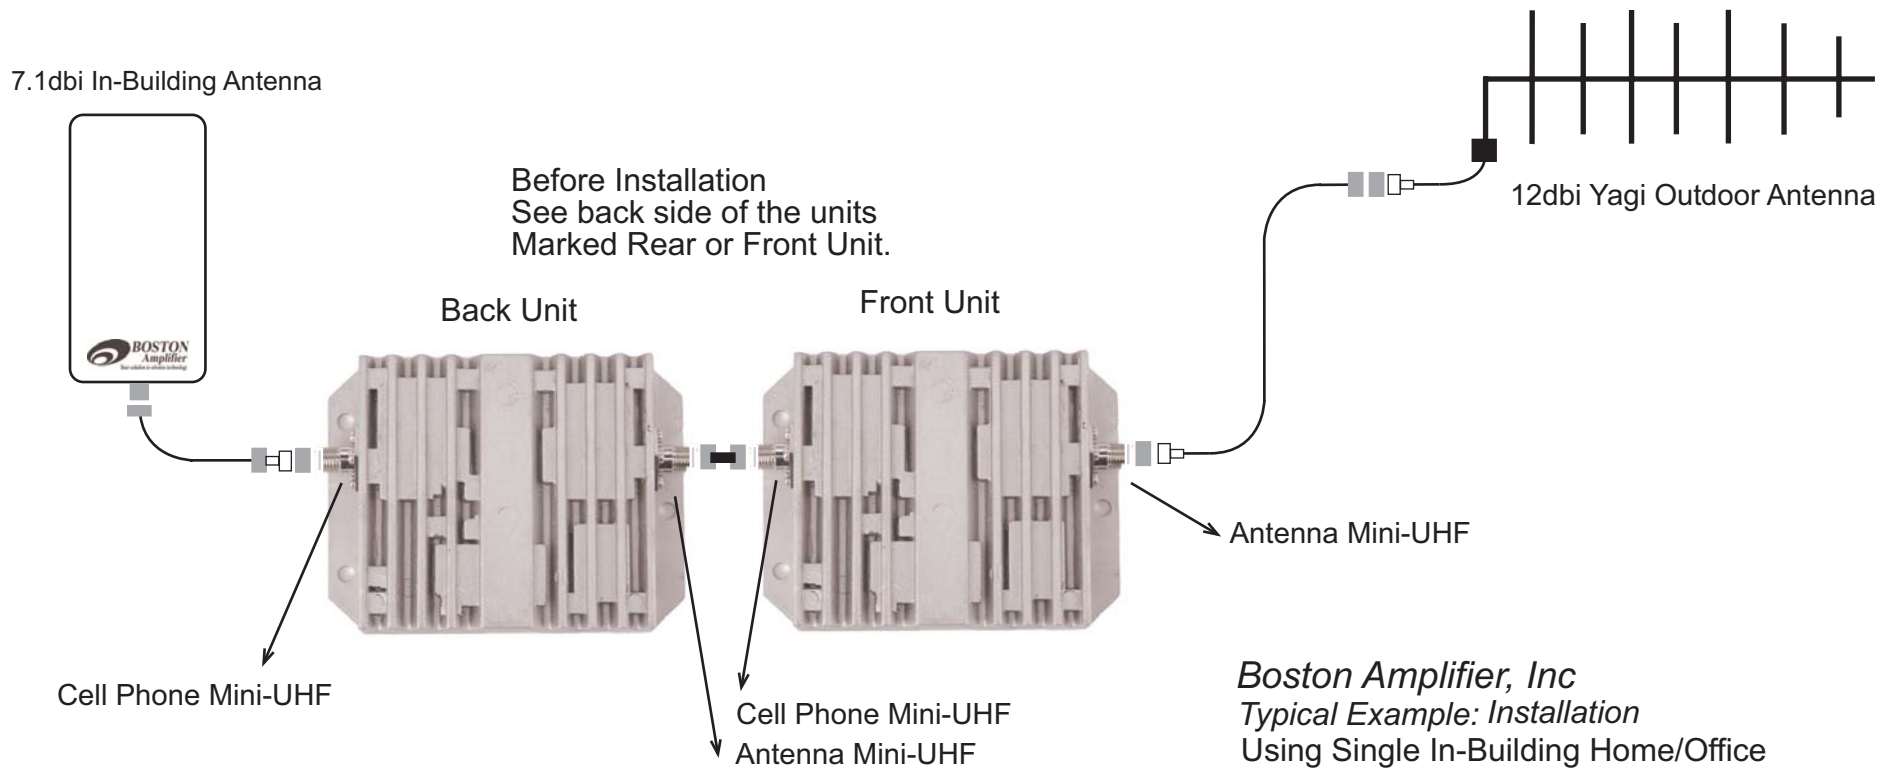 7.1dbi In-Building Antenna
BOSTON
Amplifier
Before Installation
See back side of the units
Marked Rear or Front Unit.
12dbi Yagi Outdoor Antenna
Back Unit
Front Unit
Antenna Mini-UHF
Cell Phone Mini-UHF
Cell Phone Mini-UHF
Antenna Mini-UHF
Boston Amplifier, Inc
Typical Example: Installation
Using Single In-Building Home/Office